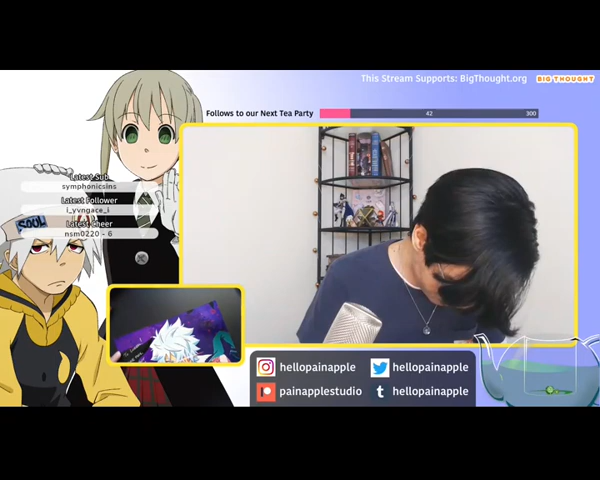 This Stream Supports: BigThought.org
BIG THOUGHT
Follows to our Next Tea Party
42
300
Latest Sub
symphonicsins
Latest Follower
i_yvngace_i
Latest Cheer
nsm0220 - 6
SOUL
hellopainapple
hellopainapple
painapplestudio
hellopainapple